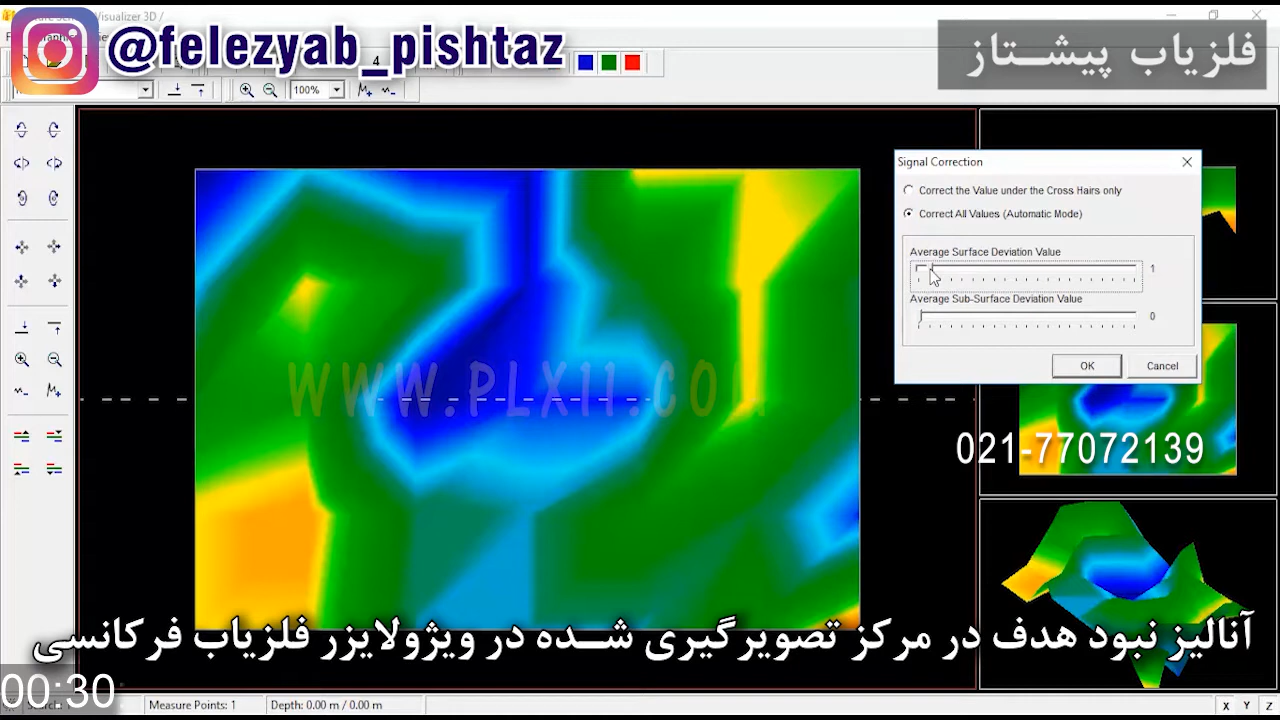 Visualizer 3D /
@felezyab_pishtaz
فلزیاب پیشتاز
4
100%
Signal Correction
Correct the Value under the Cross Hairs only
Correct All Values (Automatic Mode)
Average Surface Deviation Value
1
Average Sub-Surface Deviation Value
0
OK
Cancel
WWW.PLX11.COM
021-77072139
آنالیز نبود هدف در مرکز تصویرگیری شده در ویژولایزر فلزیاب فرکانسی
00:30
Measure Points: 1
Depth: 0.00 m / 0.00 m
X Y Z